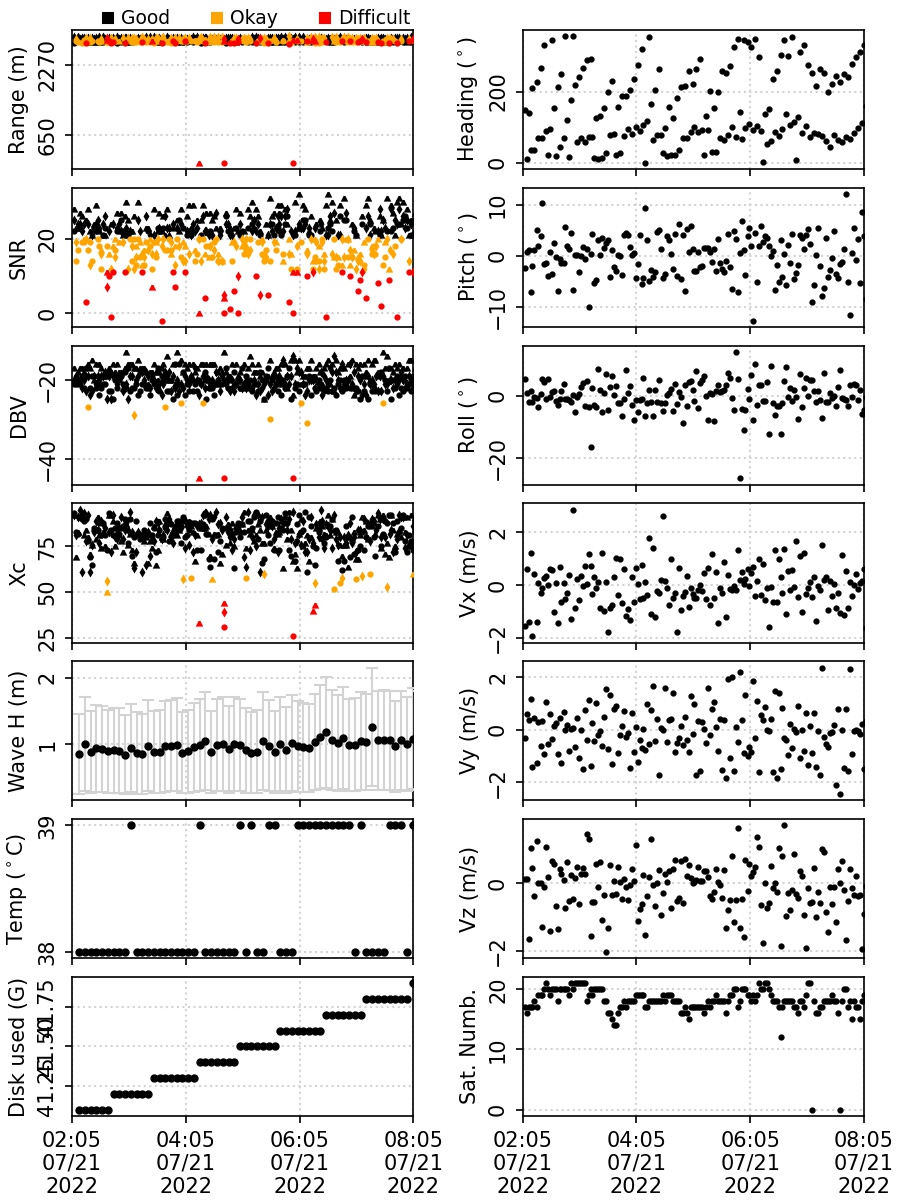 Good Okay Difficult
Range (m)
2270
650
Heading (°)
200
0
SNR
20
0
Pitch (°)
10
0
−10
DBV
−20
−40
Roll (°)
0
−20
Xc
75
50
25
Vx (m/s)
2
0
−2
Wave H (m)
2
1
Vy (m/s)
2
0
−2
Temp (°C)
39
38
Vz (m/s)
0
−2
Disk used (G)
41.75
41.50
41.25
Sat. Numb.
20
10
0
02:05 04:05 06:05 08:05
07/21 07/21 07/21 07/21
2022 2022 2022 2022
02:05 04:05 06:05 08:05
07/21 07/21 07/21 07/21
2022 2022 2022 2022